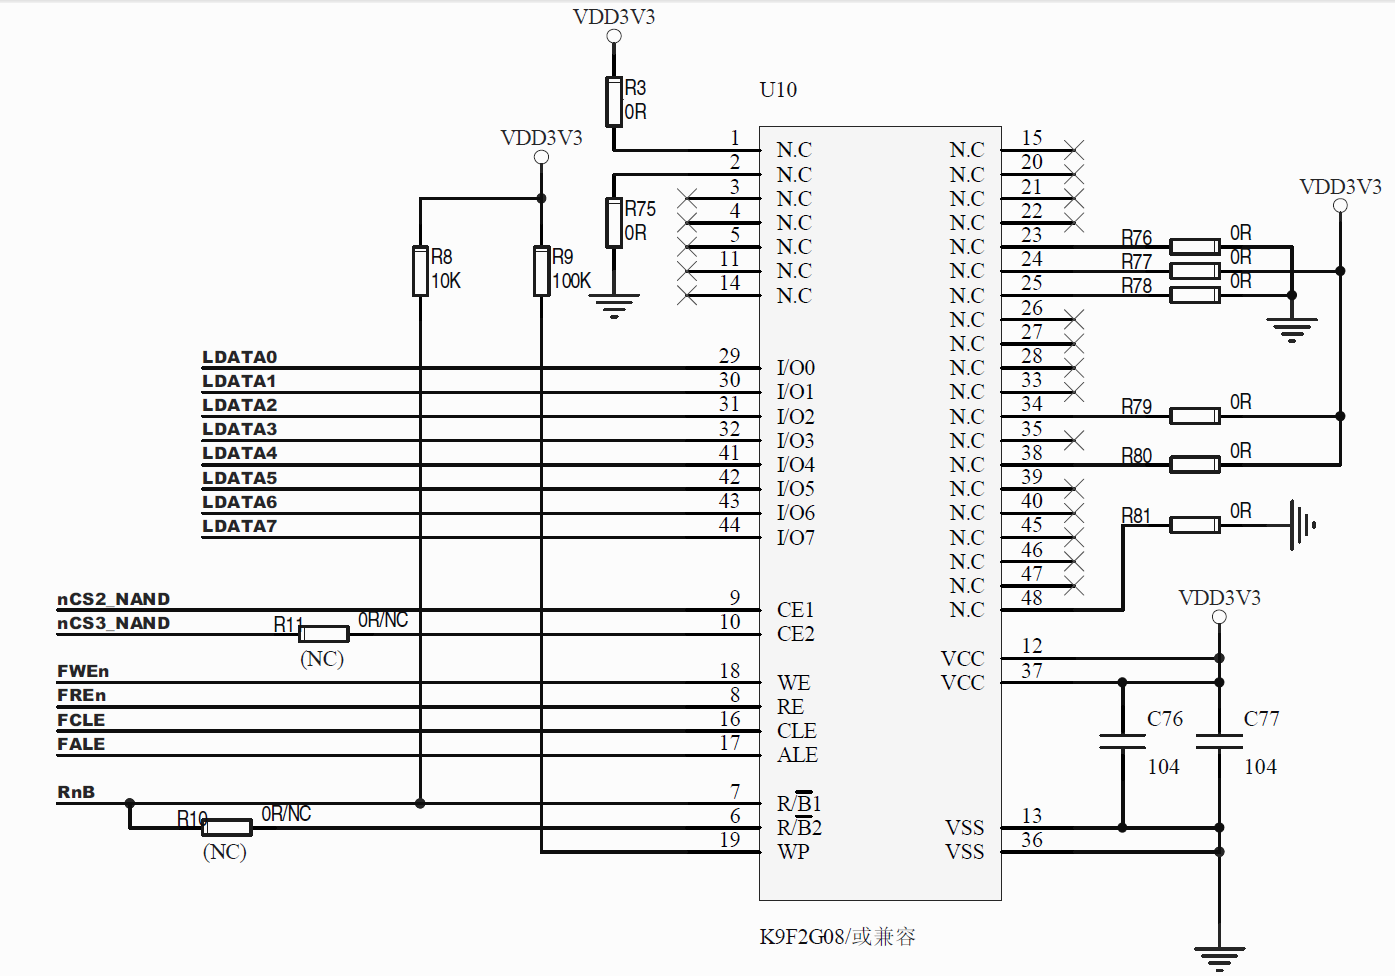 VDD3V3
R3
0R
U10
VDD3V3
1
N.C
2
N.C
3
N.C
4
N.C
5
N.C
11
N.C
14
N.C
R75
0R
R8
10K
R9
100K
15
N.C
20
N.C
21
N.C
22
N.C
23
N.C
R76
0R
24
N.C
R77
0R
25
N.C
R78
0R
VDD3V3
26
N.C
27
N.C
28
N.C
33
N.C
34
N.C
R79
0R
35
N.C
38
N.C
R80
0R
39
N.C
40
N.C
45
N.C
46
N.C
47
N.C
48
N.C
R81
0R
LDATA0
29
I/O0
LDATA1
30
I/O1
LDATA2
31
I/O2
LDATA3
32
I/O3
LDATA4
41
I/O4
LDATA5
42
I/O5
LDATA6
43
I/O6
LDATA7
44
I/O7
nCS2_NAND
9
CE1
nCS3_NAND
R11
0R/NC
(NC)
10
CE2
FWEn
18
WE
FREn
8
RE
FCLE
16
CLE
FALE
17
ALE
RnB
7
R/B1
R10
0R/NC
(NC)
6
R/B2
19
WP
VDD3V3
12
VCC
37
VCC
C76
104
C77
104
13
VSS
36
VSS
K9F2G08/或兼容